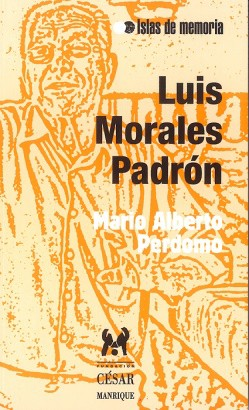 Islas de memoria
Luis
Morales
Padrón
Mario Alberto
Perdomo
FUNDACIÓN
CÉSAR
MANRIQUE